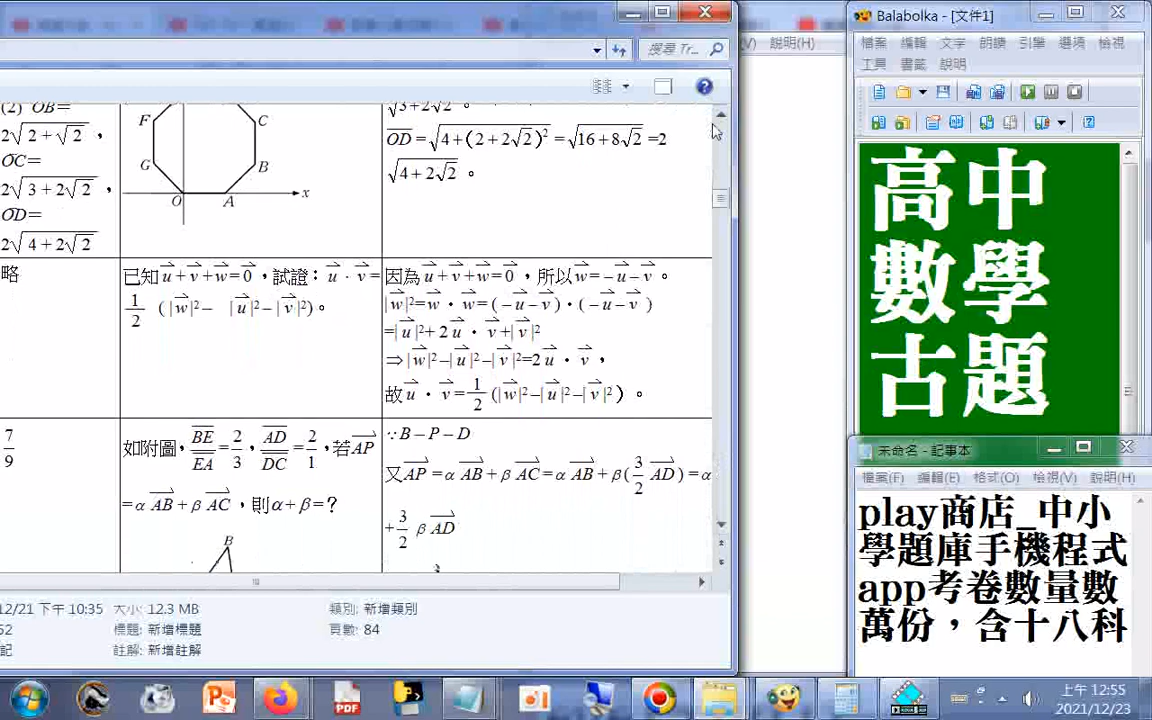 搜尋 Tr...
(2) OB=
2√2+√2，
OC=
2√3+2√2，
OD=
2√4+2√2
F
C
G
B
O
A
x
√3+2√2。
OD=√4+(2+2√2)²=√16+8√2=2
√4+2√2。
略
已知u+v+w=0，試證：u．v=
1/2 (|w|²－ |u|²－|v|²)。
因為u+v+w=0，所以w=－u－v。
|w|²=w．w=(－u－v)．(－u－v)
=|u|²+2u．v+|v|²
⇒|w|²－|u|²－|v|²=2u．v，
故u．v=1/2(|w|²－|u|²－|v|²)。
7/9
如附圖，BE/EA=2/3，AD/DC=2/1，若AP
=αAB+βAC，則α+β=?
B
∵B－P－D
又AP=αAB+βAC=αAB+β(3/2 AD)=α
+3/2 βAD
3
12/21 下午 10:35 大小: 12.3 MB 類別: 新增類別
52 標題: 新增標題 頁數: 84
記 註解: 新增註解
(V) 說明(H)
Balabolka - [文件1]
檔案 編輯 文字 朗讀 引擎 選項 檢視
工具 書籤 說明
高中
數學
古題
未命名 - 記事本
檔案(F) 編輯(E) 格式(O) 檢視(V) 說明(H)
play商店_中小
學題庫手機程式
app考卷數量數
萬份，含十八科
PDF
上午 12:55
2021/12/23